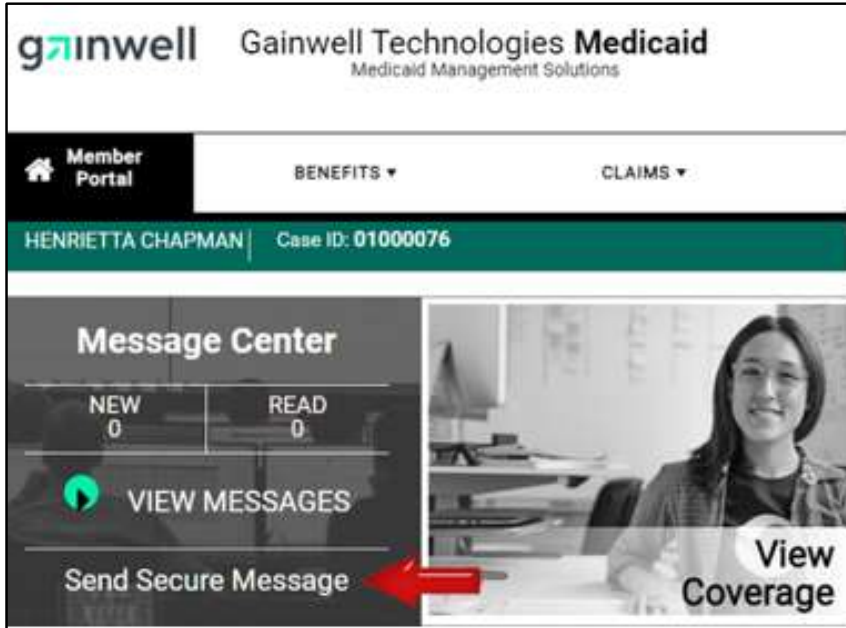 gainwell
Gainwell Technologies Medicaid
Medicaid Management Solutions
Member
Portal
BENEFITS ▾
CLAIMS ▾
HENRIETTA CHAPMAN
Case ID: 01000076
Message Center
NEW
0
READ
0
VIEW MESSAGES
Send Secure Message
View
Coverage